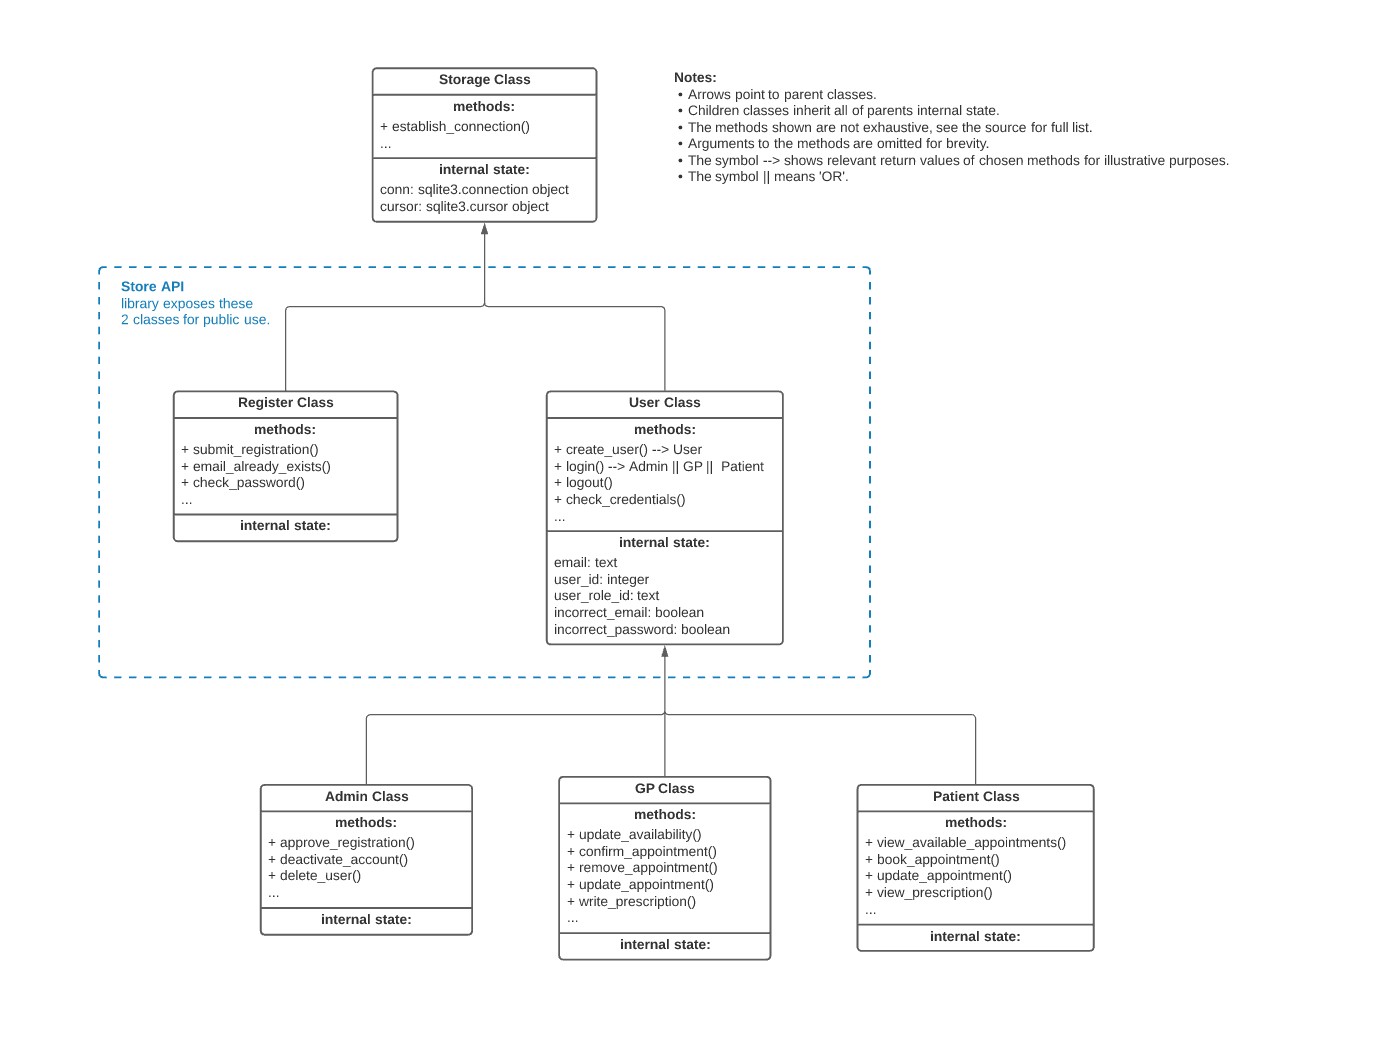 Storage Class
methods:
+ establish_connection()
...
internal state:
conn: sqlite3.connection object
cursor: sqlite3.cursor object
Notes:
• Arrows point to parent classes.
• Children classes inherit all of parents internal state.
• The methods shown are not exhaustive, see the source for full list.
• Arguments to the methods are omitted for brevity.
• The symbol --> shows relevant return values of chosen methods for illustrative purposes.
• The symbol || means 'OR'.
Store API
library exposes these
2 classes for public use.
Register Class
methods:
+ submit_registration()
+ email_already_exists()
+ check_password()
...
internal state:
User Class
methods:
+ create_user() --> User
+ login() --> Admin || GP || Patient
+ logout()
+ check_credentials()
...
internal state:
email: text
user_id: integer
user_role_id: text
incorrect_email: boolean
incorrect_password: boolean
Admin Class
methods:
+ approve_registration()
+ deactivate_account()
+ delete_user()
...
internal state:
GP Class
methods:
+ update_availability()
+ confirm_appointment()
+ remove_appointment()
+ update_appointment()
+ write_prescription()
...
internal state:
Patient Class
methods:
+ view_available_appointments()
+ book_appointment()
+ update_appointment()
+ view_prescription()
...
internal state: